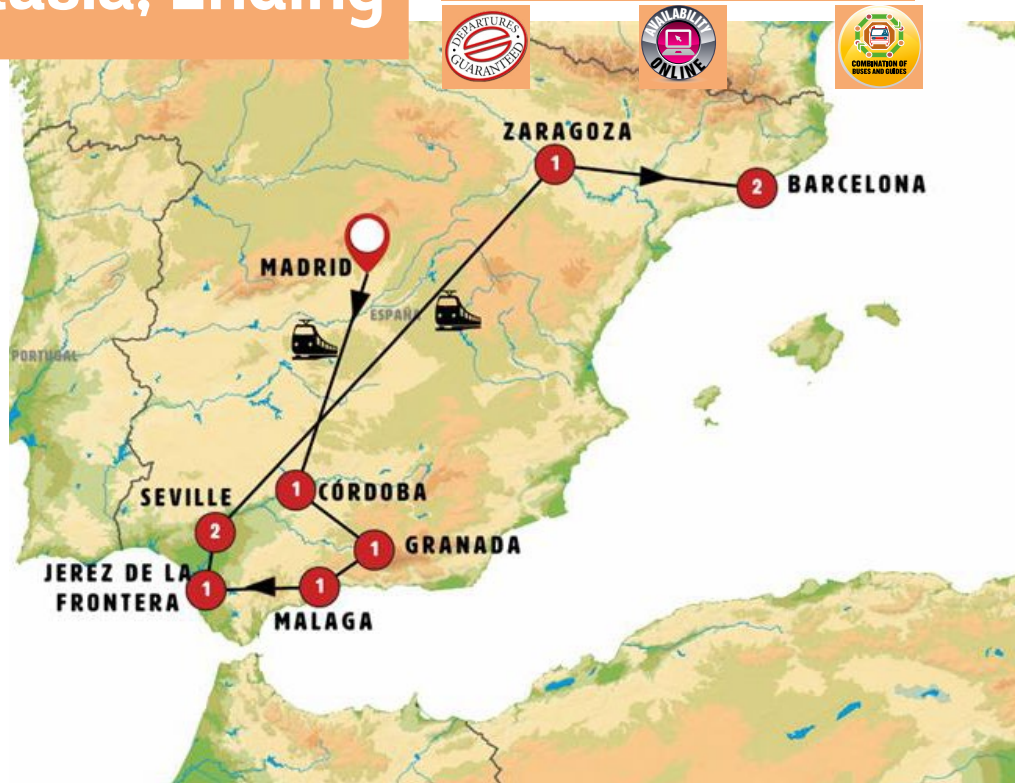 DEPARTURES
GUARANTEED
AVAILABILITY
ONLINE
COMBINATION OF
BUSES AND GUIDES
ZARAGOZA
1
2
BARCELONA
MADRID
ESPAÑA
PORTUGAL
SEVILLE
1
CÓRDOBA
2
1
GRANADA
JEREZ DE LA
FRONTERA
1
1
MALAGA